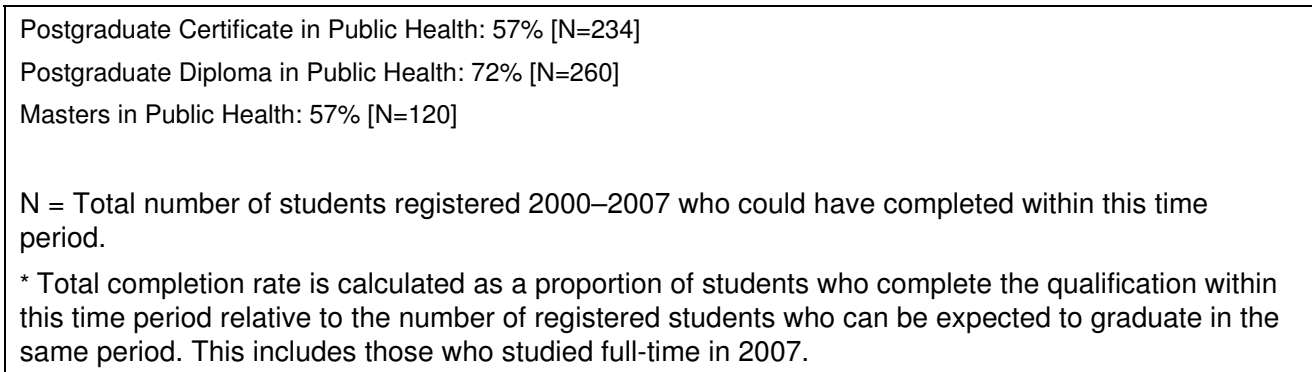 Postgraduate Certificate in Public Health: 57% [N=234]
Postgraduate Diploma in Public Health: 72% [N=260]
Masters in Public Health: 57% [N=120]
N = Total number of students registered 2000–2007 who could have completed within this time
period.
* Total completion rate is calculated as a proportion of students who complete the qualification within
this time period relative to the number of registered students who can be expected to graduate in the
same period. This includes those who studied full-time in 2007.